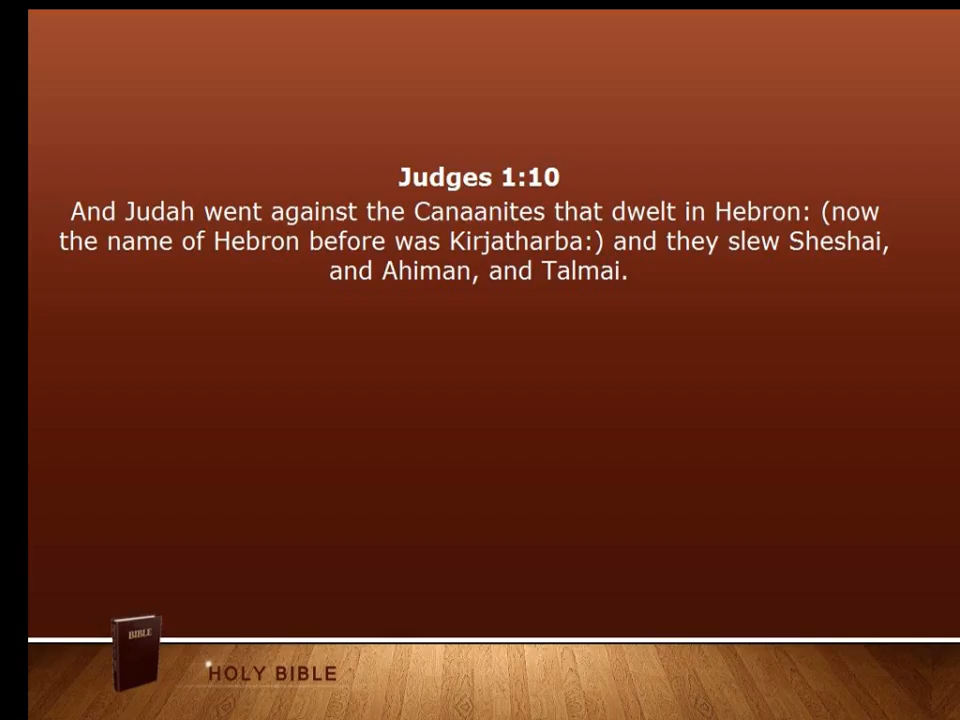 Judges 1:10
And Judah went against the Canaanites that dwelt in Hebron: (now
the name of Hebron before was Kirjatharba:) and they slew Sheshai,
and Ahiman, and Talmai.
BIBLE
HOLY BIBLE